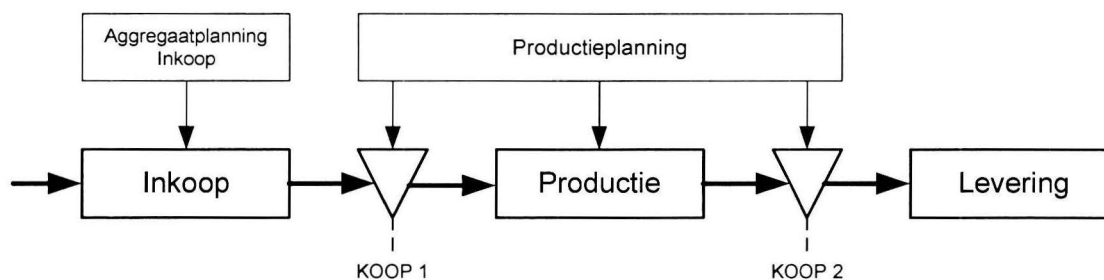 Aggregaatplanning
Inkoop
Productieplanning
Inkoop
Productie
Levering
KOOP 1
KOOP 2